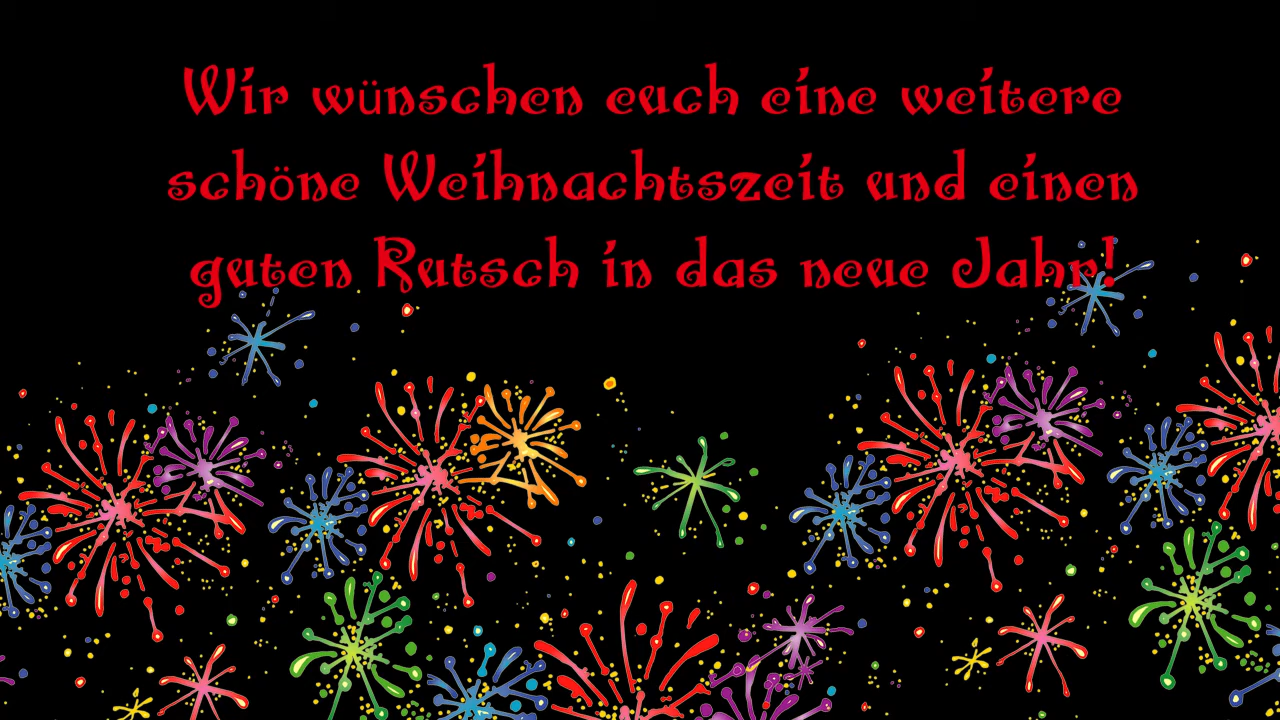 Wir wünschen euch eine weitere
schöne Weihnachtszeit und einen
guten Rutsch in das neue Jahr!